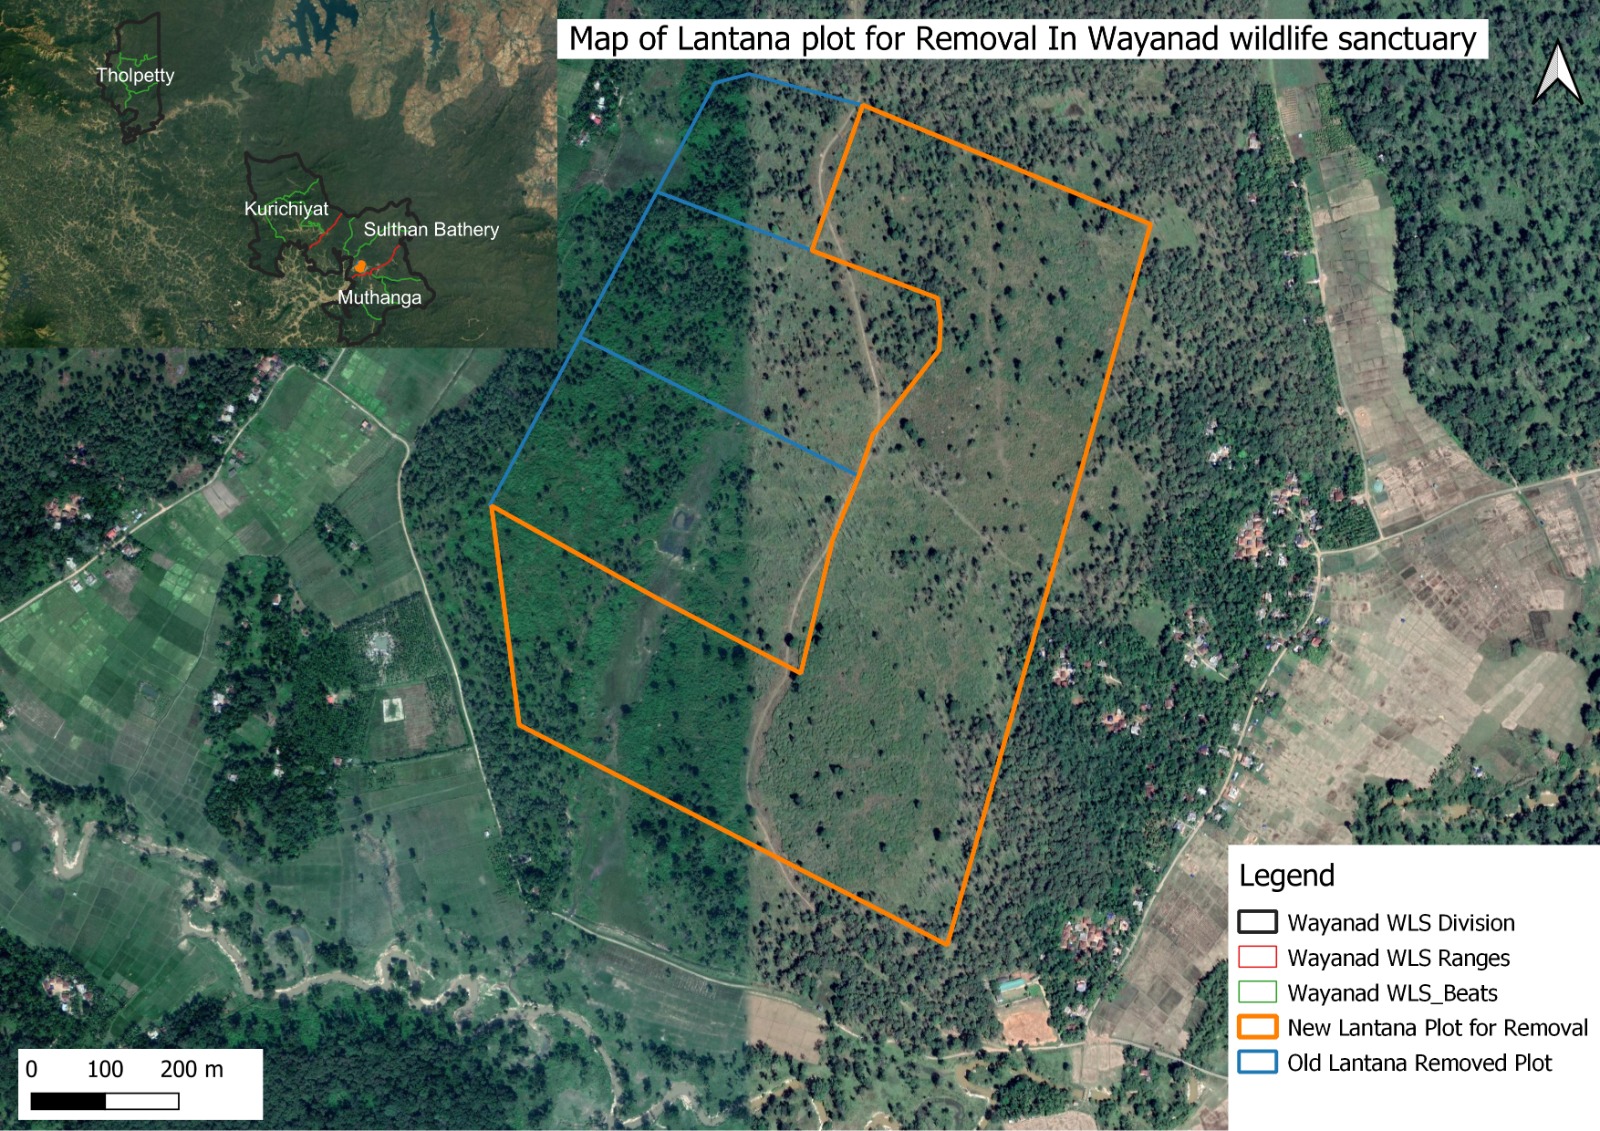 Map of Lantana plot for Removal In Wayanad wildlife sanctuary
Tholpetty
Kurichiyat
Sulthan Bathery
Muthanga
Legend
Wayanad WLS Division
Wayanad WLS Ranges
Wayanad WLS_Beats
New Lantana Plot for Removal
Old Lantana Removed Plot
0 100 200 m